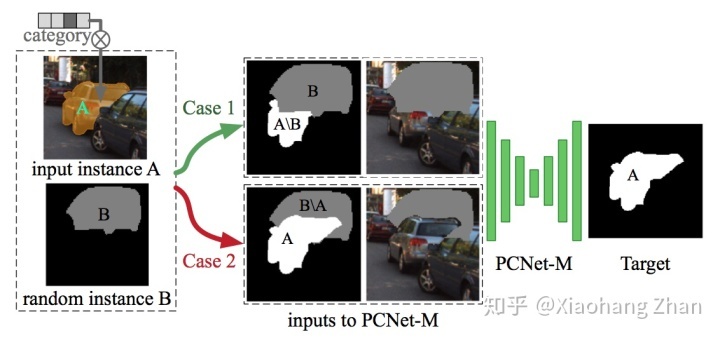 category
A
input instance A
B
random instance B
Case 1
Case 2
B
A\B
B\A
A
inputs to PCNet-M
PCNet-M
A
Target
知乎 @Xiaohang Zhan